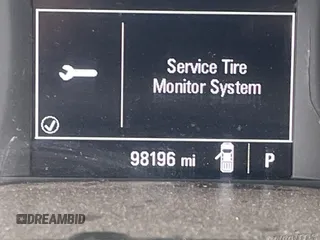 Service Tire
Monitor System
98196 mi
P
DREAMBID